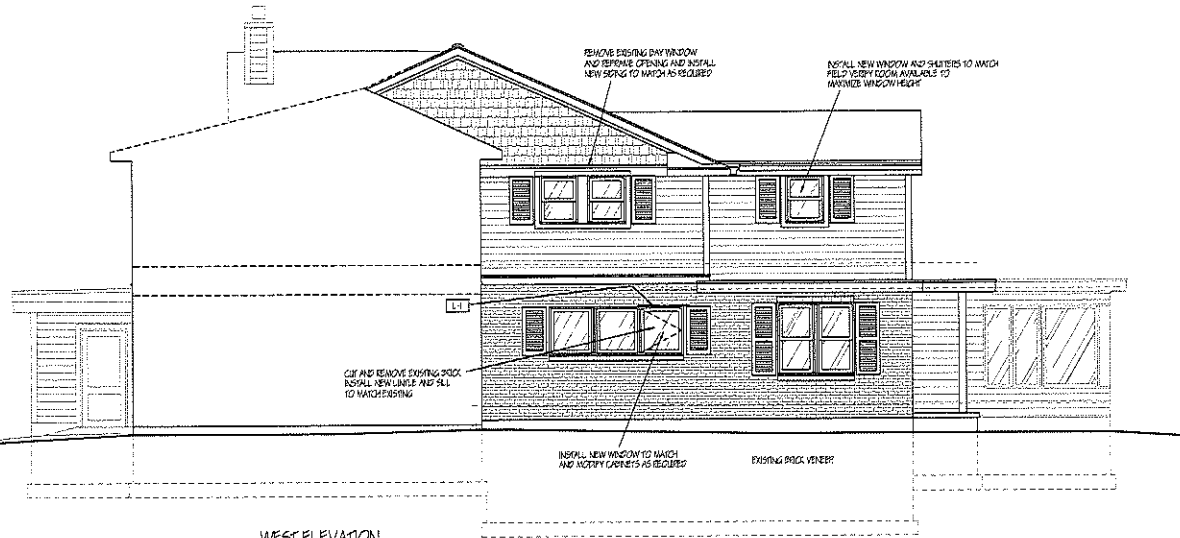 REMOVE EXISTING BAY WINDOW
AND REFRAME OPENING AND INSTALL
NEW SIDING TO MATCH AS REQUIRED
INSTALL NEW WINDOW AND SHUTTERS TO MATCH
FIELD VERIFY ROOM AVAILABLE TO
MAXIMIZE WINDOW HEIGHT
L-1
CUT AND REMOVE EXISTING BRICK
INSTALL NEW LINTLE AND SILL
TO MATCH EXISTING
INSTALL NEW WINDOW TO MATCH
AND MODIFY CABINETS AS REQUIRED
EXISTING BRICK VENEER
WEST ELEVATION